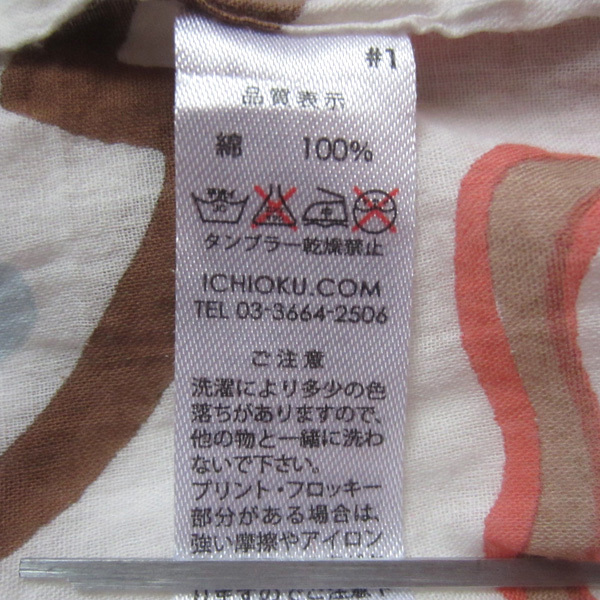 #1
品質表示
綿 100%
タンブラー乾燥禁止
ICHIOKU.COM
TEL 03-3664-2506
ご注意
洗濯により多少の色
落ちがありますので、
他の物と一緒に洗わ
ないで下さい。
プリント・フロッキー
部分がある場合は、
強い摩擦やアイロン